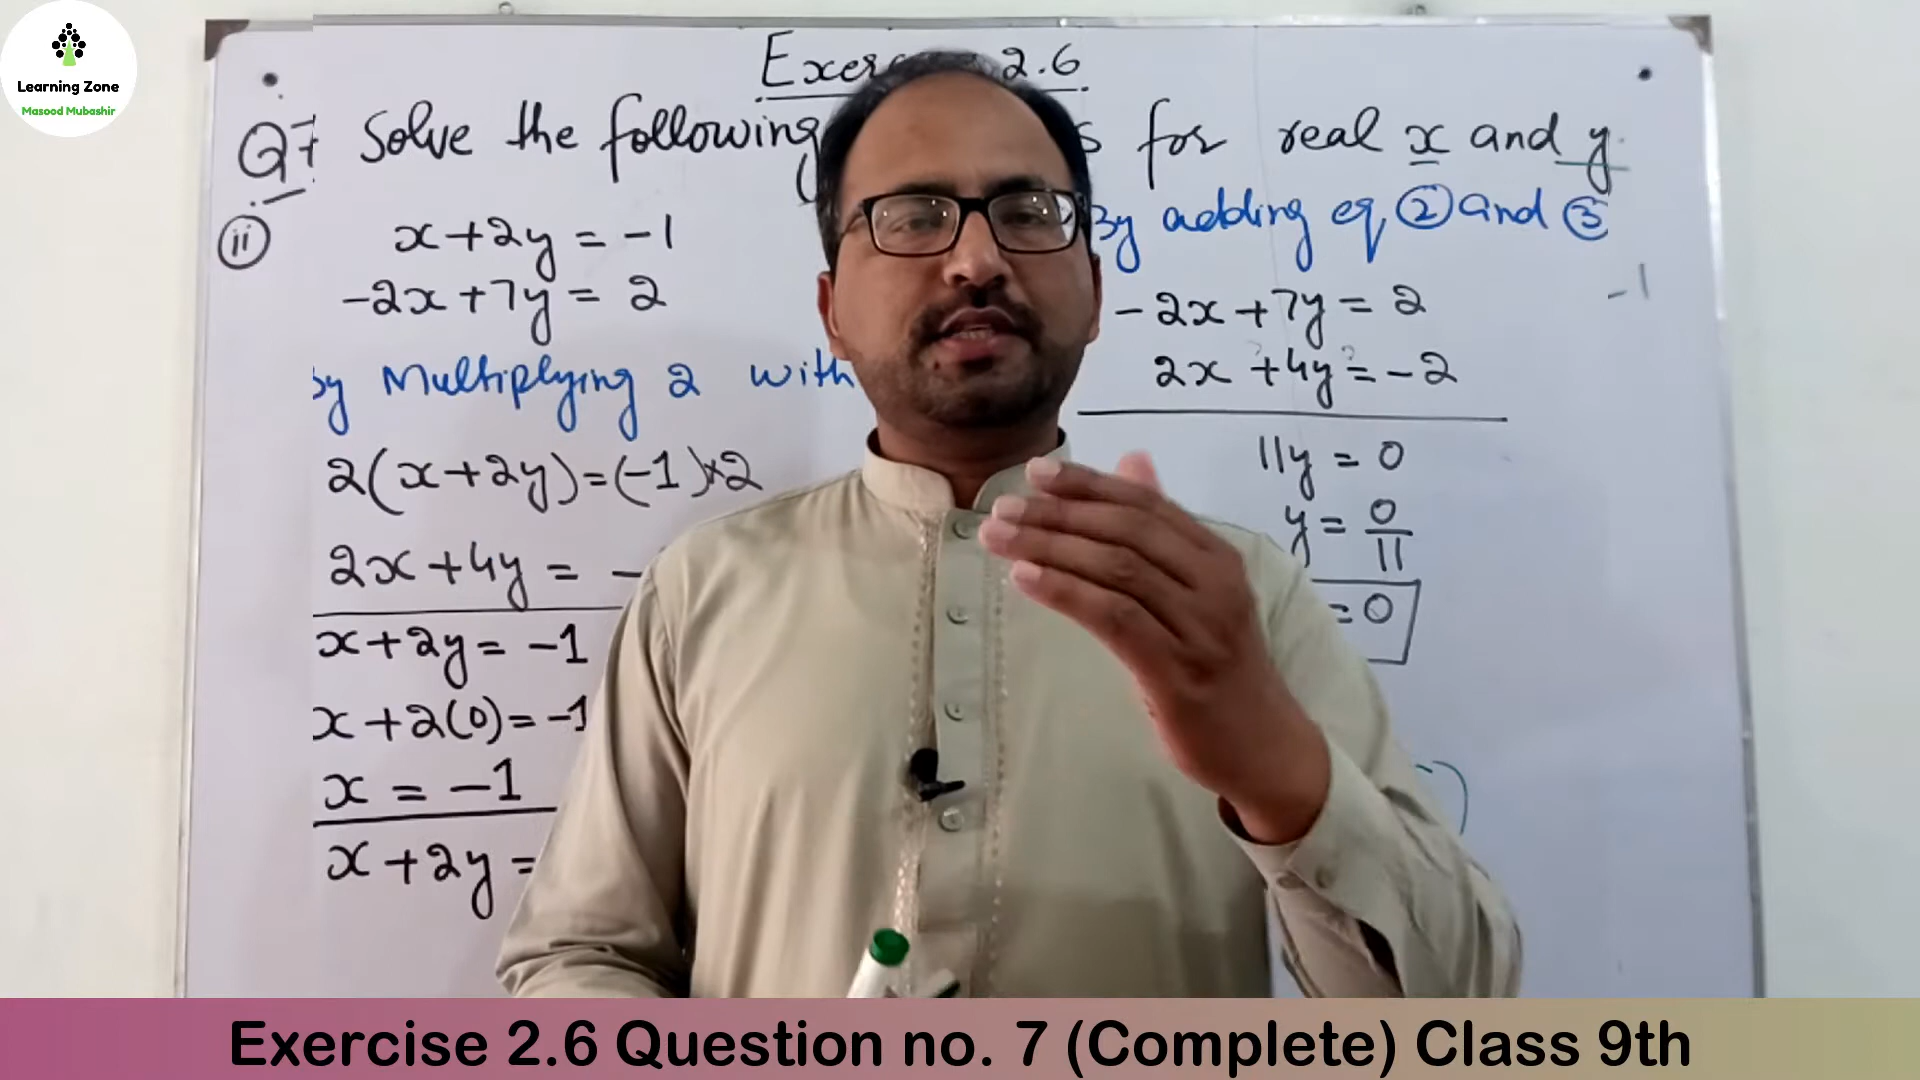 Learning Zone
Masood Mubashir
2.6
Q7 Solve the following for real x and y.
(ii) x+2y = -1
-2x+7y = 2
by Multiplying 2 with
2(x+2y)=(-1)×2
2x+4y = -
x+2y = -1
x+2(0)= -1
x = -1
x+2y =
By adding eq ② and ③
-1
-2x+7y = 2
2x+4y = -2
11y = 0
y = 0/11
=0
Exercise 2.6 Question no. 7 (Complete) Class 9th